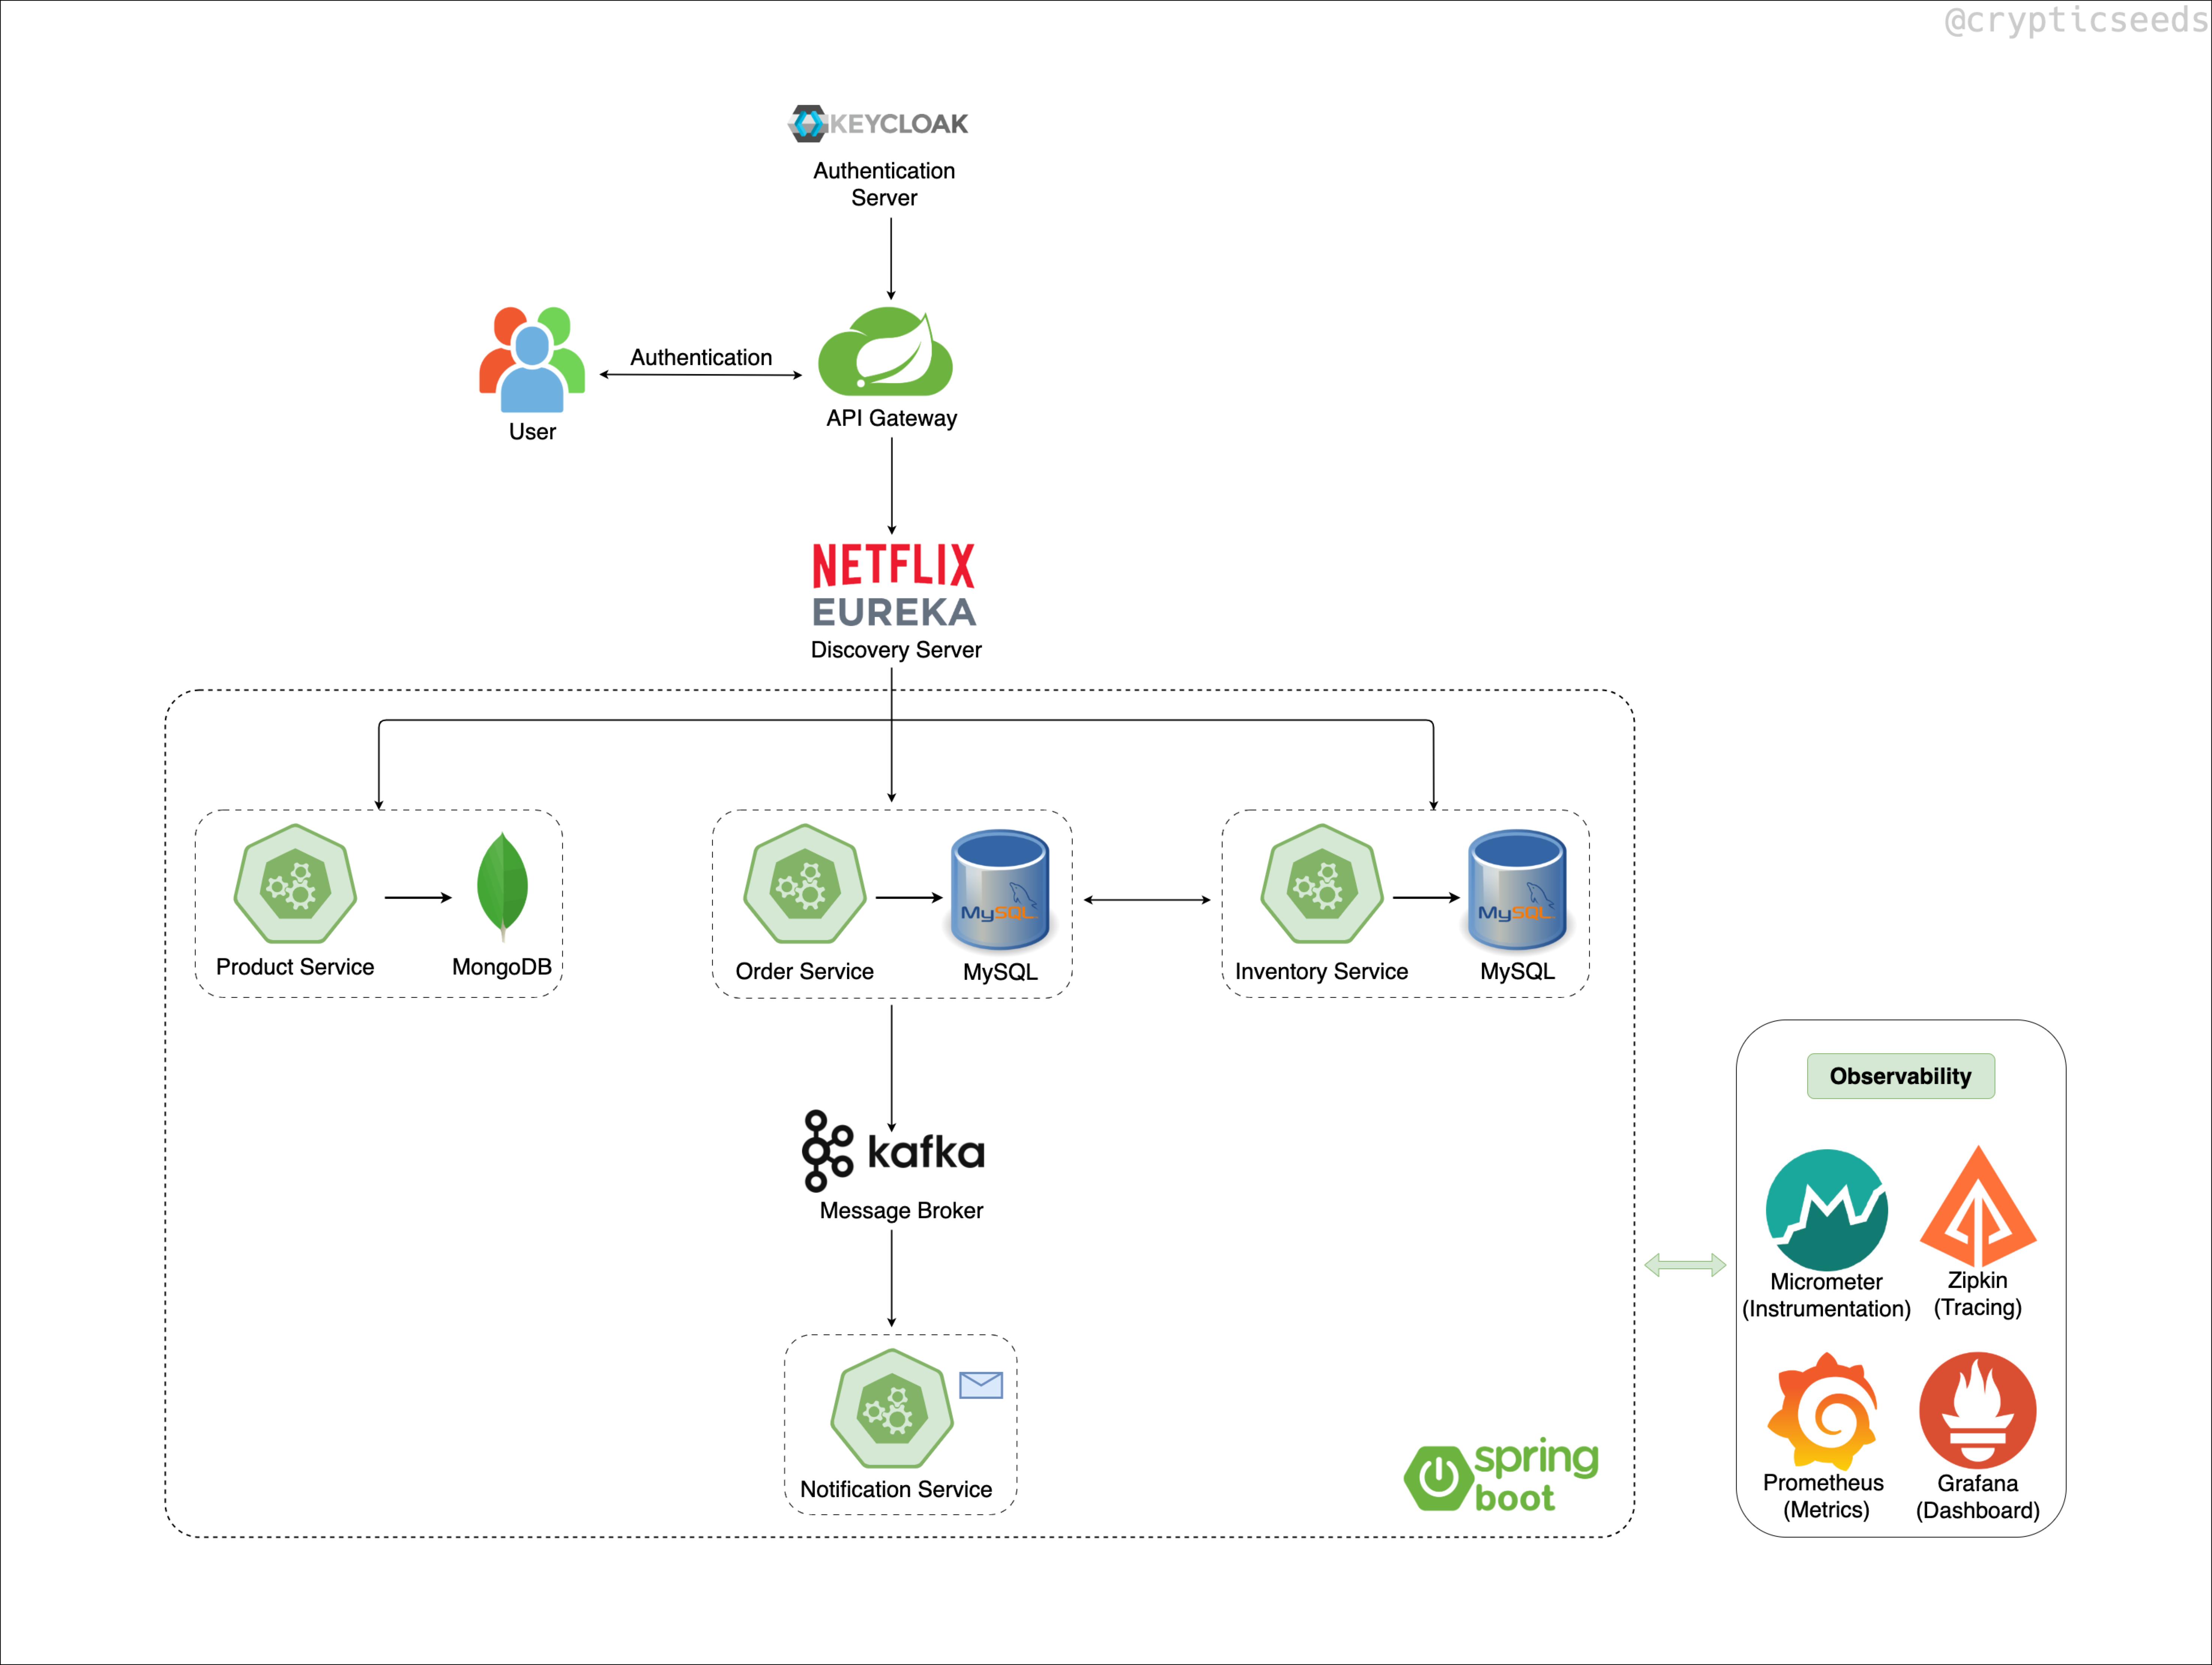 @crypticseeds
KEYCLOAK
Authentication
Server
Authentication
User
API Gateway
NETFLIX
EUREKA
Discovery Server
Product Service
MongoDB
MySQL
Order Service
MySQL
MySQL
Inventory Service
MySQL
kafka
Message Broker
Notification Service
spring
boot
Observability
Micrometer
(Instrumentation)
Zipkin
(Tracing)
Prometheus
(Metrics)
Grafana
(Dashboard)